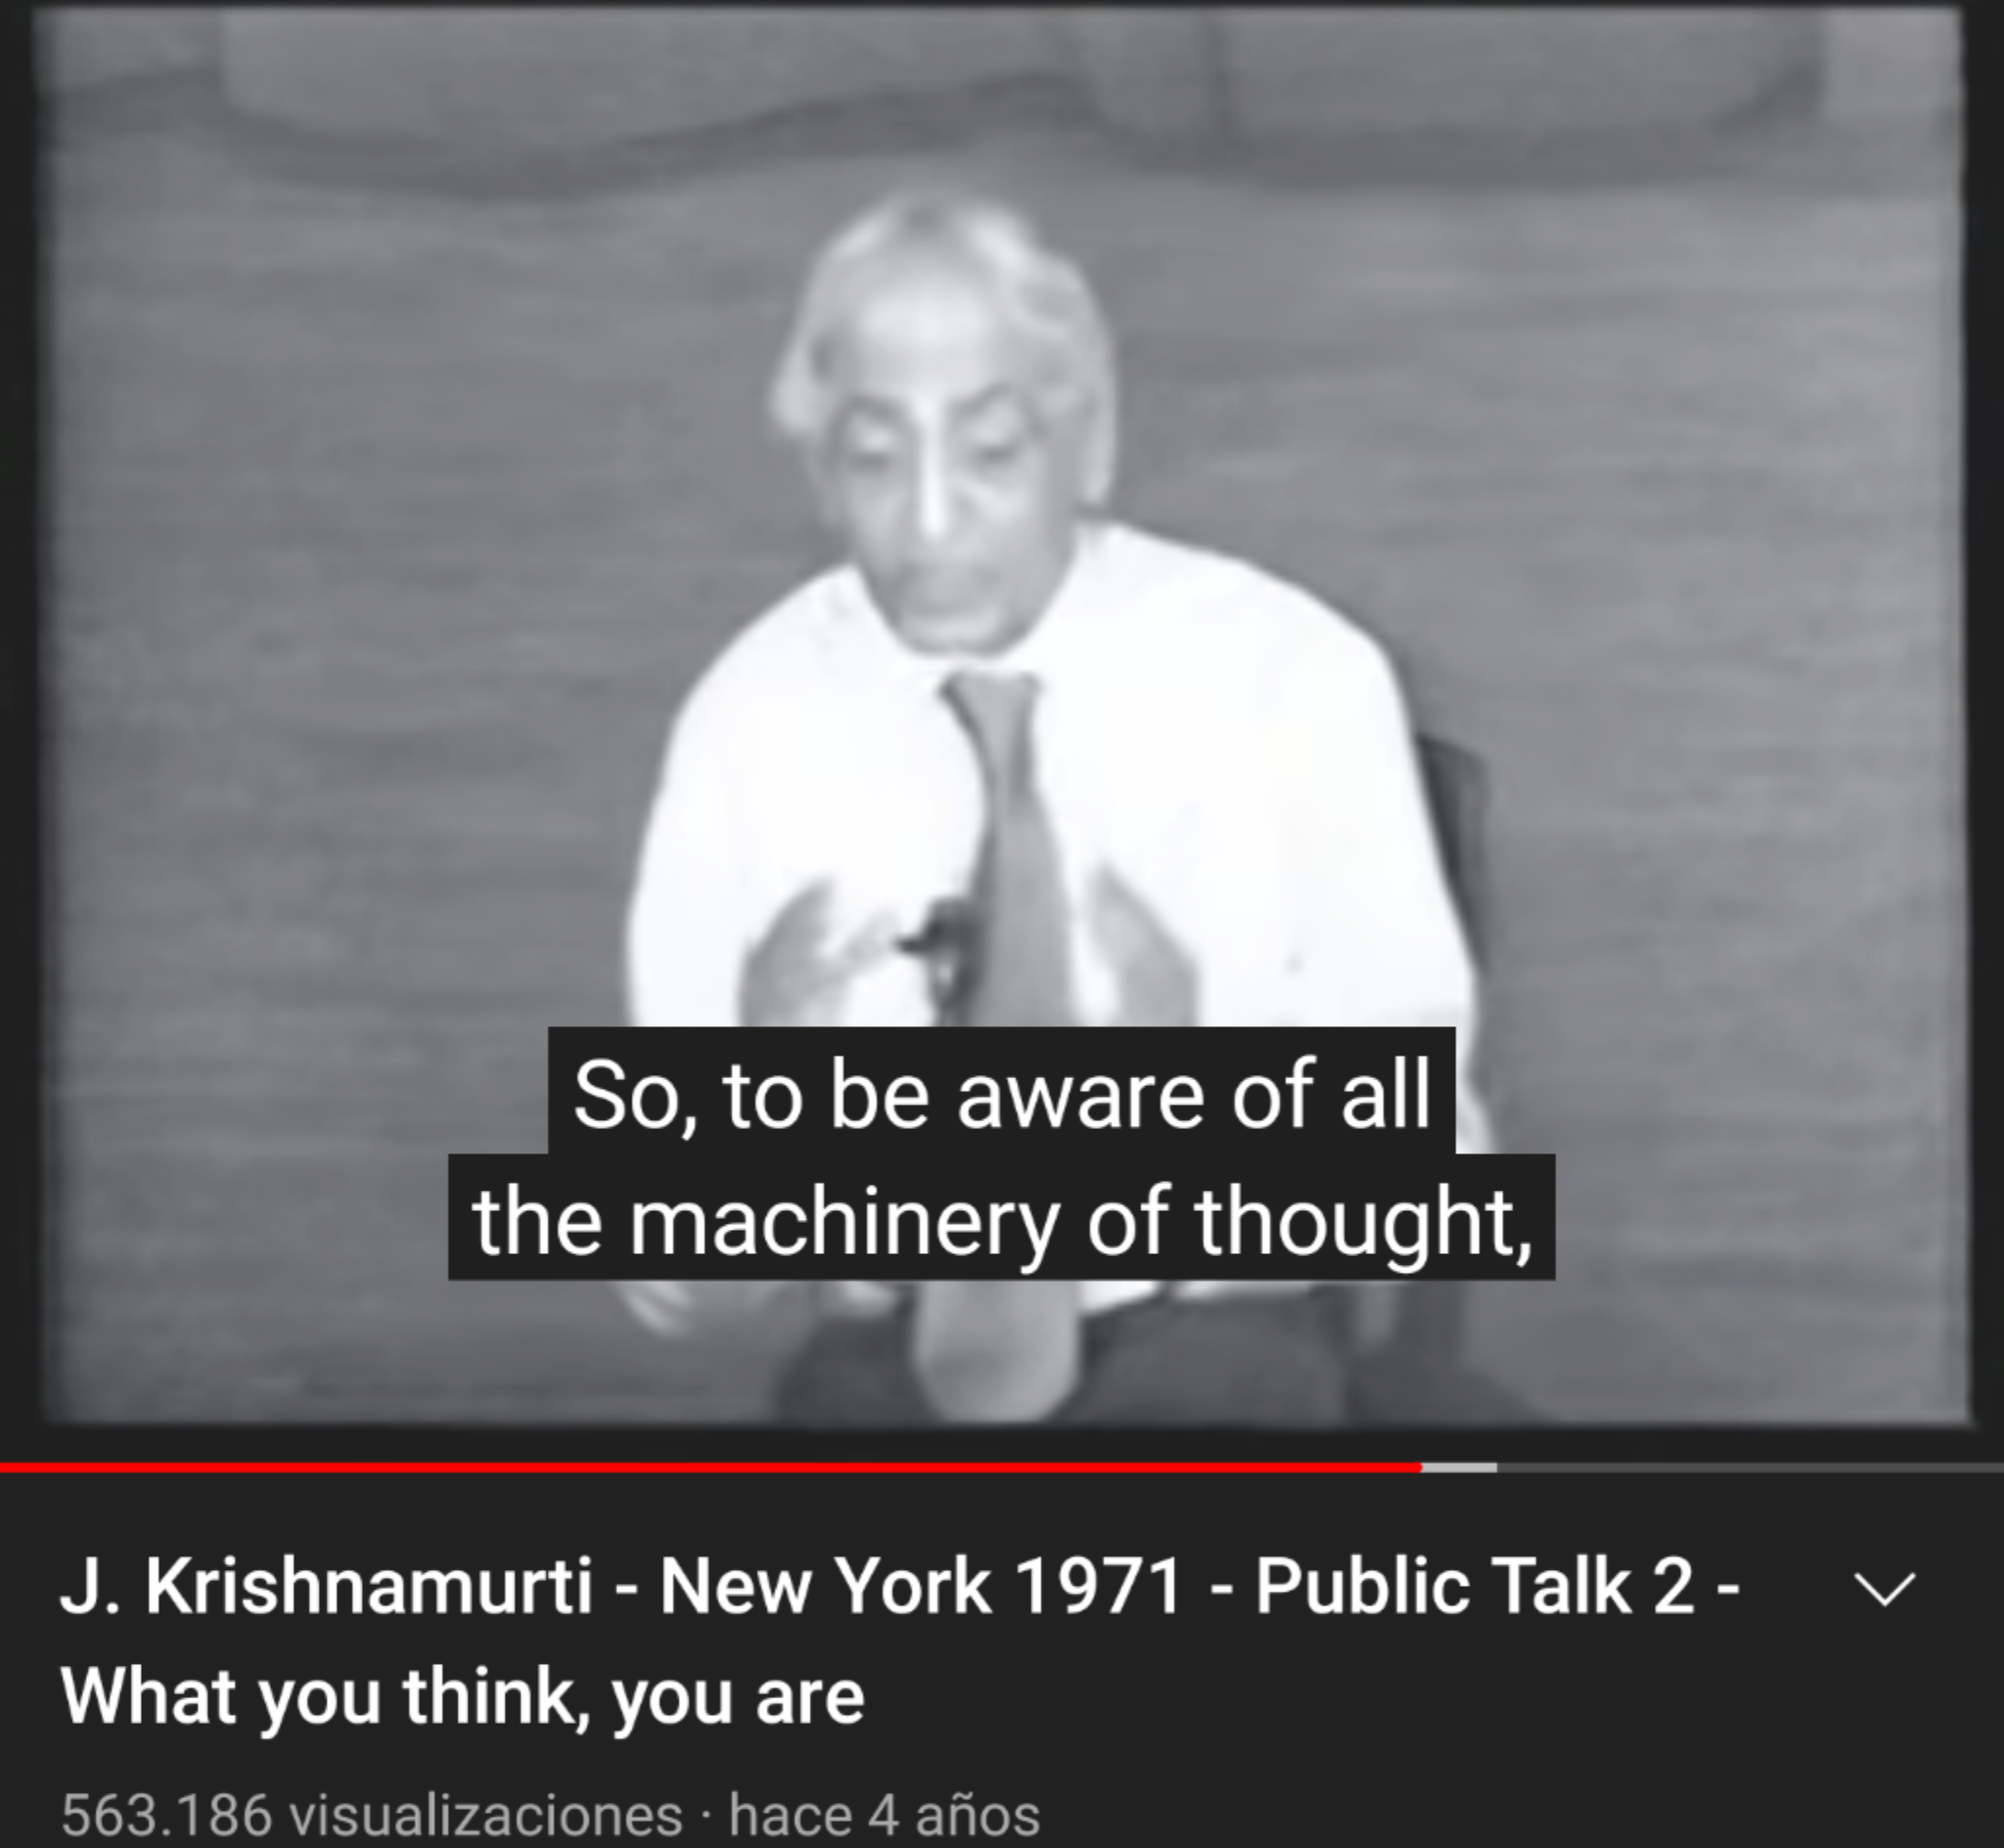 So, to be aware of all
the machinery of thought,
J. Krishnamurti - New York 1971 - Public Talk 2 -
What you think, you are
563.186 visualizaciones · hace 4 años